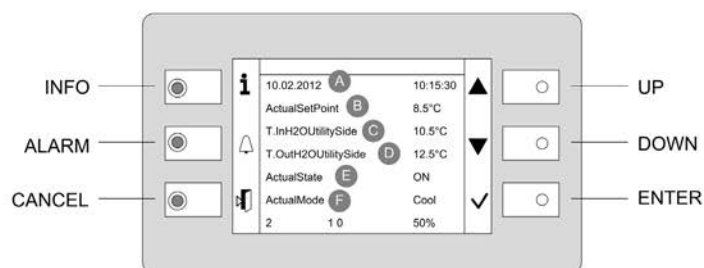 INFO
ALARM
CANCEL
i
10.02.2012 A 10:15:30
ActualSetPoint B 8.5°C
T.InH2OUtilitySide C 10.5°C
T.OutH2OUtilitySide D 12.5°C
ActualState E ON
ActualMode F Cool
2 1 0 50%
UP
DOWN
ENTER